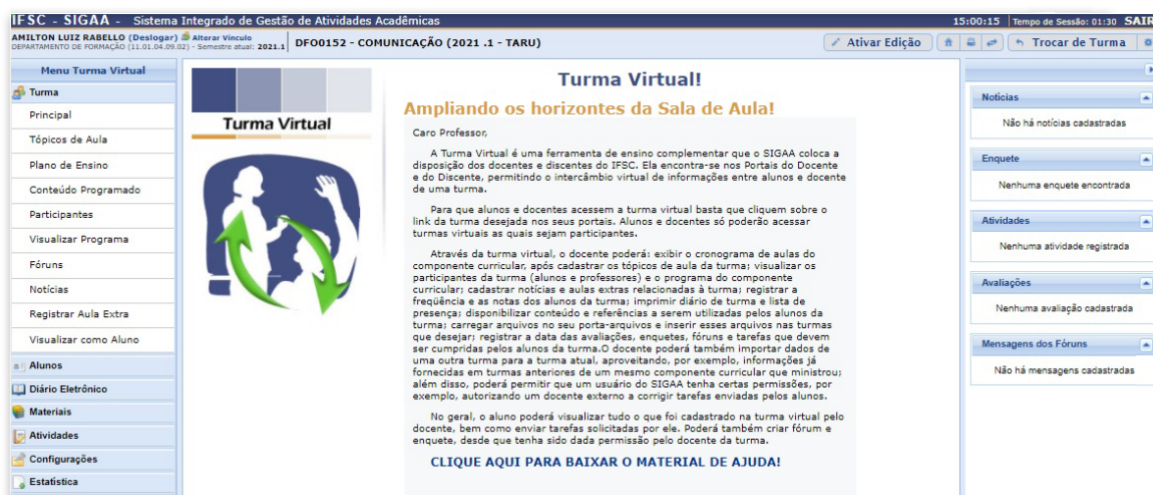 IFSC - SIGAA - Sistema Integrado de Gestão de Atividades Acadêmicas
15:00:15 Tempo de Sessão: 01:30 SAIR
AMILTON LUIZ RABELLO (Deslogar) Alterar Vínculo
DEPARTAMENTO DE FORMAÇÃO (11.01.04.09.02) - Semestre atual: 2021.1
DFO0152 - COMUNICAÇÃO (2021 .1 - TARU)
Ativar Edição
Trocar de Turma
Menu Turma Virtual
Turma
Principal
Tópicos de Aula
Plano de Ensino
Conteúdo Programado
Participantes
Visualizar Programa
Fóruns
Notícias
Registrar Aula Extra
Visualizar como Aluno
Alunos
Diário Eletrônico
Materiais
Atividades
Configurações
Estatística
Turma Virtual
Turma Virtual!
Ampliando os horizontes da Sala de Aula!
Caro Professor,
A Turma Virtual é uma ferramenta de ensino complementar que o SIGAA coloca a
disposição dos docentes e discentes do IFSC. Ela encontra-se nos Portais do Docente
e do Discente, permitindo o intercâmbio virtual de informações entre alunos e docente
de uma turma.
Para que alunos e docentes acessem a turma virtual basta que cliquem sobre o
link da turma desejada nos seus portais. Alunos e docentes só poderão acessar
turmas virtuais as quais sejam participantes.
Através da turma virtual, o docente poderá: exibir o cronograma de aulas do
componente curricular, após cadastrar os tópicos de aula da turma; visualizar os
participantes da turma (alunos e professores) e o programa do componente
curricular; cadastrar notícias e aulas extras relacionadas à turma; registrar a
freqüência e as notas dos alunos da turma; imprimir diário de turma e lista de
presença; disponibilizar conteúdo e referências a serem utilizadas pelos alunos da
turma; carregar arquivos no seu porta-arquivos e inserir esses arquivos nas turmas
que desejar; registrar a data das avaliações, enquetes, fóruns e tarefas que devem
ser cumpridas pelos alunos da turma.O docente poderá também importar dados de
uma outra turma para a turma atual, aproveitando, por exemplo, informações já
fornecidas em turmas anteriores de um mesmo componente curricular que ministrou;
além disso, poderá permitir que um usuário do SIGAA tenha certas permissões, por
exemplo, autorizando um docente externo a corrigir tarefas enviadas pelos alunos.
No geral, o aluno poderá visualizar tudo o que foi cadastrado na turma virtual pelo
docente, bem como enviar tarefas solicitadas por ele. Poderá também criar fórum e
enquete, desde que tenha sido dada permissão pelo docente da turma.
CLIQUE AQUI PARA BAIXAR O MATERIAL DE AJUDA!
Notícias
Não há notícias cadastradas
Enquete
Nenhuma enquete encontrada
Atividades
Nenhuma atividade registrada
Avaliações
Nenhuma avaliação cadastrada
Mensagens dos Fóruns
Não há mensagens cadastradas